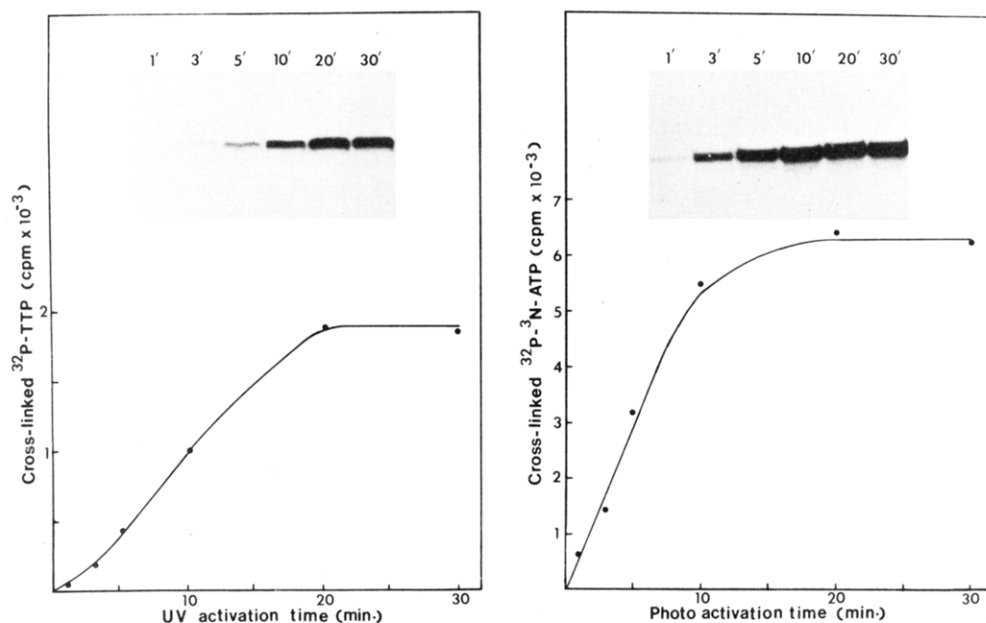 1′ 3′ 5′ 10′ 20′ 30′
Cross-linked ³²P-TTP (cpm x 10⁻³)
2
1
10 20 30
UV activation time (min.)
1′ 3′ 5′ 10′ 20′ 30′
Cross-linked ³²P-³N-ATP (cpm x 10⁻³)
7
6
5
4
3
2
1
10 20 30
Photo activation time (min.)